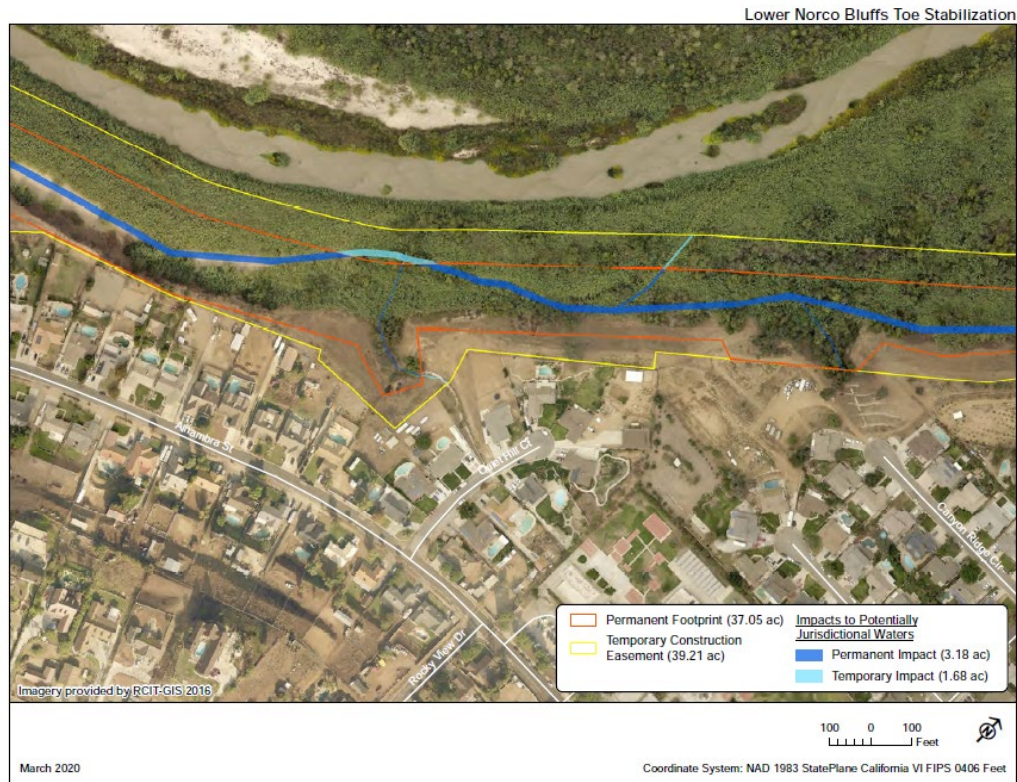 Lower Norco Bluffs Toe Stabilization
Alhambra St
Quiet Hill Ct
Canyon Ridge Cir
Rocky View Dr
Permanent Footprint (37.05 ac)
Temporary Construction
Easement (39.21 ac)
Impacts to Potentially
Jurisdictional Waters
Permanent Impact (3.18 ac)
Temporary Impact (1.68 ac)
Imagery provided by RCIT-GIS 2016
100 0 100
Feet
March 2020
Coordinate System: NAD 1983 StatePlane California VI FIPS 0406 Feet